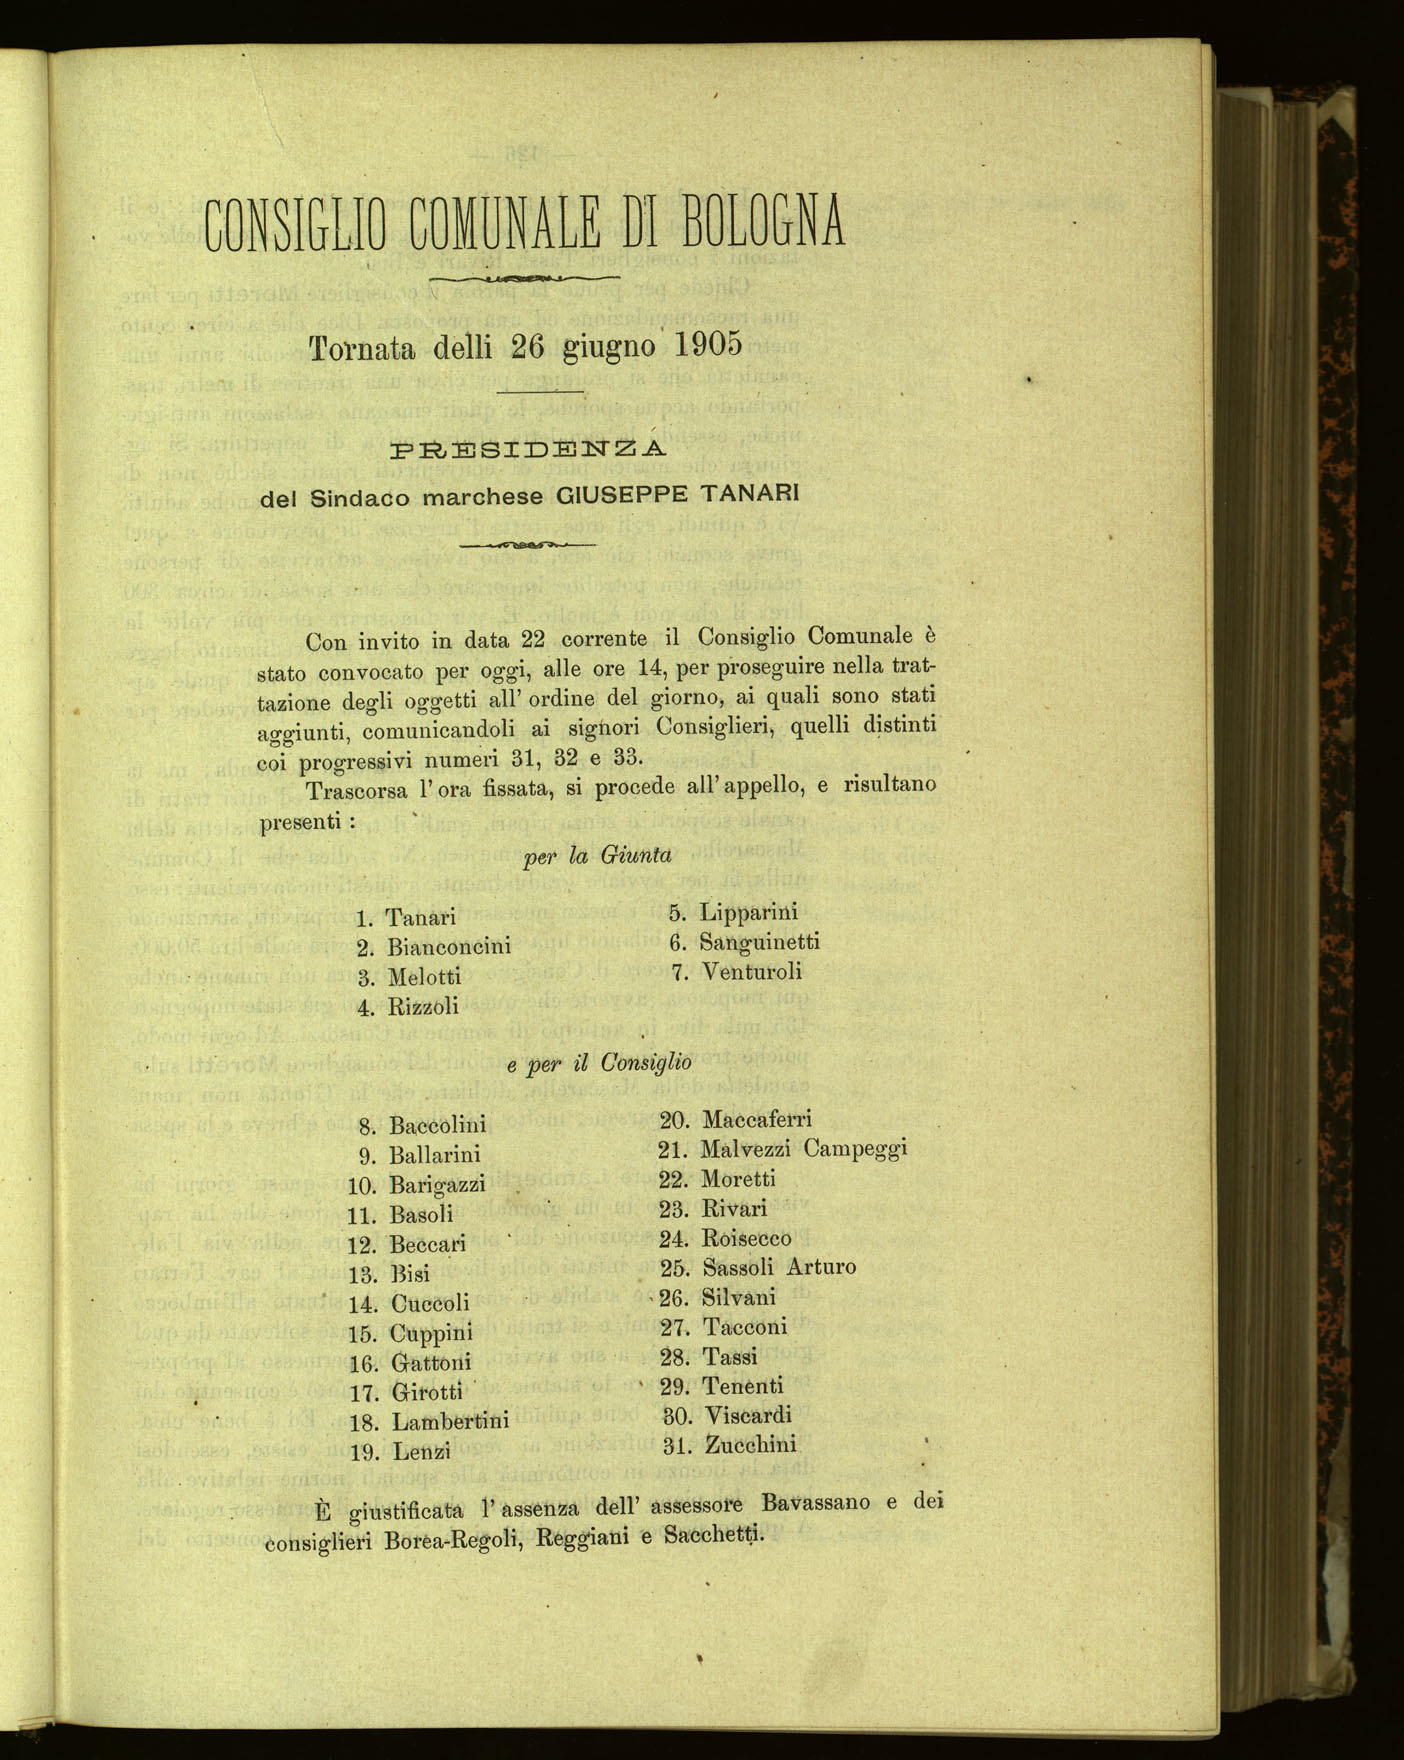 CONSIGLIO COMUNALE DI BOLOGNA
Tornata delli 26 giugno 1905
PRESIDENZA
del Sindaco marchese GIUSEPPE TANARI
Con invito in data 22 corrente il Consiglio Comunale è
stato convocato per oggi, alle ore 14, per proseguire nella trat-
tazione degli oggetti all' ordine del giorno, ai quali sono stati
aggiunti, comunicandoli ai signori Consiglieri, quelli distinti
coi progressivi numeri 31, 32 e 33.
Trascorsa l' ora fissata, si procede all' appello, e risultano
presenti :
per la Giunta
1. Tanari
2. Bianconcini
3. Melotti
4. Rizzoli
5. Lipparini
6. Sanguinetti
7. Venturoli
e per il Consiglio
8. Baccolini
9. Ballarini
10. Barigazzi
11. Basoli
12. Beccari
13. Bisi
14. Cuccoli
15. Cuppini
16. Gattoni
17. Girotti
18. Lambertini
19. Lenzi
20. Maccaferri
21. Malvezzi Campeggi
22. Moretti
23. Rivari
24. Roisecco
25. Sassoli Arturo
26. Silvani
27. Tacconi
28. Tassi
29. Tenenti
30. Viscardi
31. Zucchini
È giustificata l' assenza dell' assessore Bavassano e dei
consiglieri Borea-Regoli, Reggiani e Sacchetti.